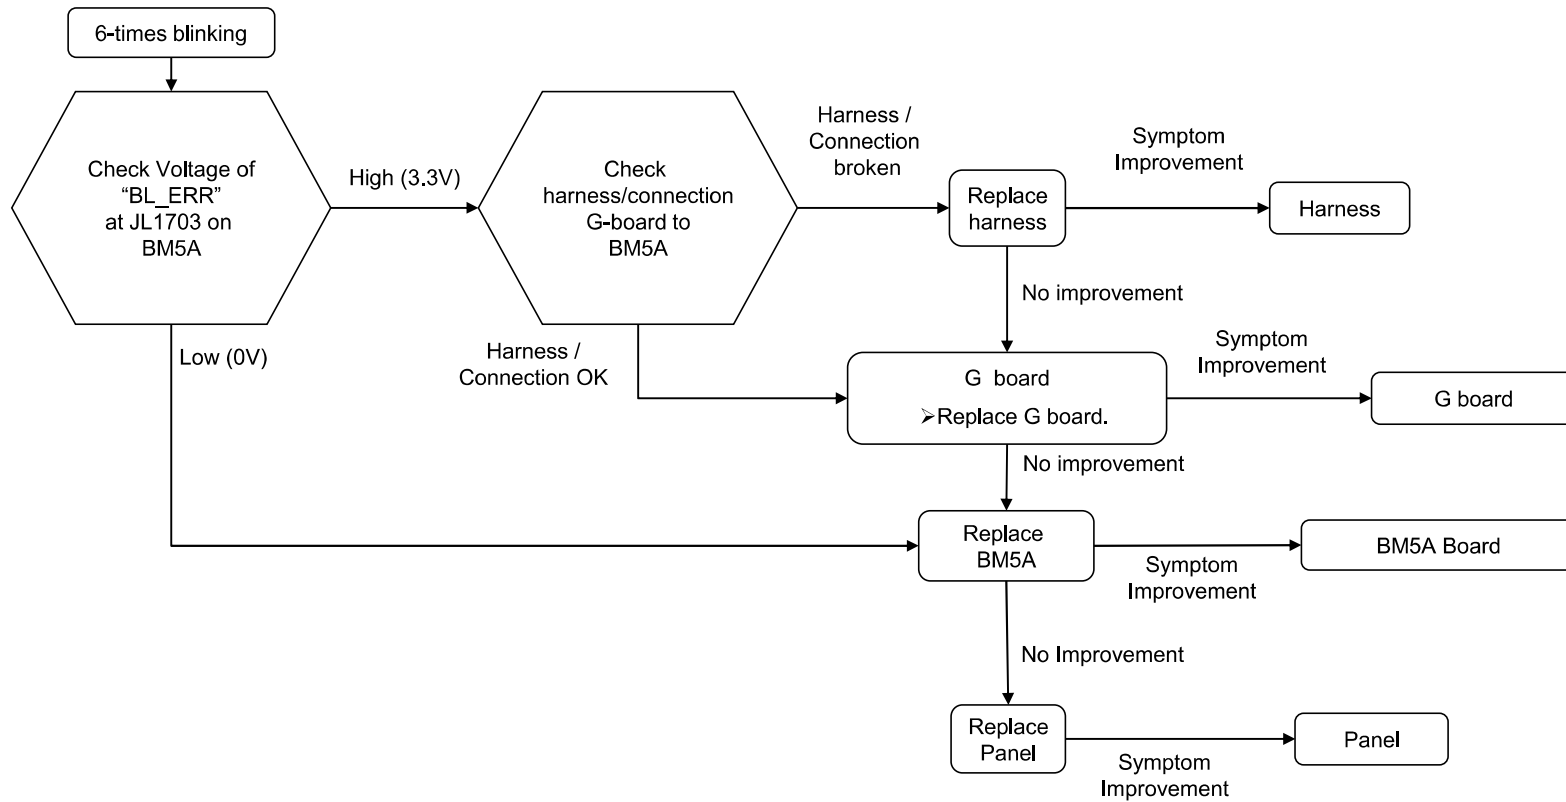 6-times blinking
Check Voltage of
“BL_ERR”
at JL1703 on
BM5A
High (3.3V)
Check
harness/connection
G-board to
BM5A
Harness /
Connection
broken
Replace
harness
Symptom
Improvement
Harness
No improvement
Low (0V)
Harness /
Connection OK
G board
➢Replace G board.
Symptom
Improvement
G board
No improvement
Replace
BM5A
Symptom
Improvement
BM5A Board
No Improvement
Replace
Panel
Symptom
Improvement
Panel